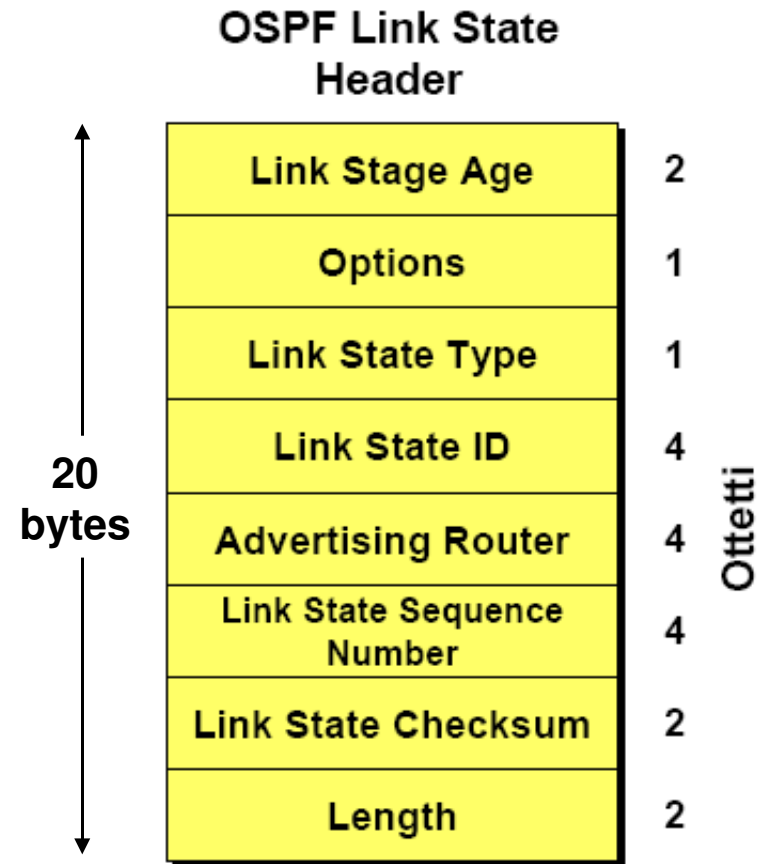 OSPF Link State
Header
Link Stage Age 2
Options 1
Link State Type 1
Link State ID 4
Advertising Router 4
Link State Sequence
Number
4
Link State Checksum 2
Length 2
20
bytes
Ottetti